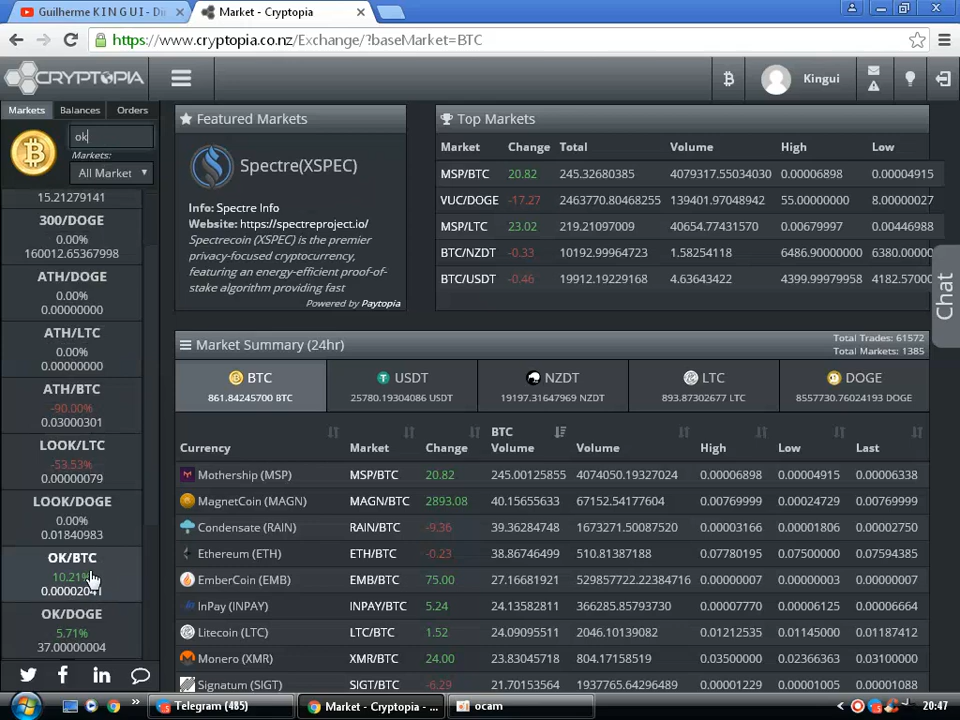 Guilherme K I N G U I - Di
Market - Cryptopia
https://www.cryptopia.co.nz/Exchange/?baseMarket=BTC
CRYPTOPIA
Kingui
Markets Balances Orders
ok
Markets:
All Market
15.21279141
300/DOGE
0.00%
160012.65367998
ATH/DOGE
0.00%
0.00000000
ATH/LTC
0.00%
0.00000000
ATH/BTC
-90.00%
0.03000301
LOOK/LTC
-53.53%
0.00000079
LOOK/DOGE
0.00%
0.01840983
OK/BTC
10.21%
0.00002041
OK/DOGE
5.71%
37.00000004
Featured Markets
Spectre(XSPEC)
Info: Spectre Info
Website: https://spectreproject.io/
Spectrecoin (XSPEC) is the premier
privacy-focused cryptocurrency,
featuring an energy-efficient proof-of-
stake algorithm providing fast
Powered by Paytopia
Top Markets
Market Change Total Volume High Low
MSP/BTC 20.82 245.32680385 4079317.55034030 0.00006898 0.00004915
VUC/DOGE -17.27 2463770.80468255 139401.97048942 55.00000000 8.00000027
MSP/LTC 23.02 219.21097009 40654.77431570 0.00679997 0.00446988
BTC/NZDT -0.33 10192.99964723 1.58254118 6486.90000000 6380.00000
BTC/USDT -0.46 19912.19229168 4.63643422 4399.99979958 4182.57000
Chat
Market Summary (24hr)
Total Trades: 61572
Total Markets: 1385
BTC
861.84245700 BTC
USDT
25780.19304086 USDT
NZDT
19197.31647969 NZDT
LTC
893.87302677 LTC
DOGE
8557730.76024193 DOGE
Currency Market Change BTC Volume Volume High Low Last
Mothership (MSP) MSP/BTC 20.82 245.00125855 4074050.19327024 0.00006898 0.00004915 0.00006338
MagnetCoin (MAGN) MAGN/BTC 2893.08 40.15655633 67152.54177604 0.00769999 0.00024729 0.00769999
Condensate (RAIN) RAIN/BTC -9.36 39.36284748 1673271.50087520 0.00003166 0.00001806 0.00002750
Ethereum (ETH) ETH/BTC -0.23 38.86746499 510.81387188 0.07780195 0.07500011 0.07594385
EmberCoin (EMB) EMB/BTC 75.00 27.16681921 529857722.22384716 0.00000007 0.00000003 0.00000007
InPay (INPAY) INPAY/BTC 5.24 24.13582811 366285.85793730 0.00007770 0.00006125 0.00006664
Litecoin (LTC) LTC/BTC 1.52 24.09095511 2046.10139082 0.01212535 0.01145000 0.01187412
Monero (XMR) XMR/BTC 24.00 23.83045718 804.17158519 0.03500000 0.02366363 0.03100000
Signatum (SIGT) SIGT/BTC -6.29 21.70153564 1937765.64296489 0.00001229 0.00001005 0.00001088
Telegram (485)
Market - Cryptopia - ...
ocam
20:47